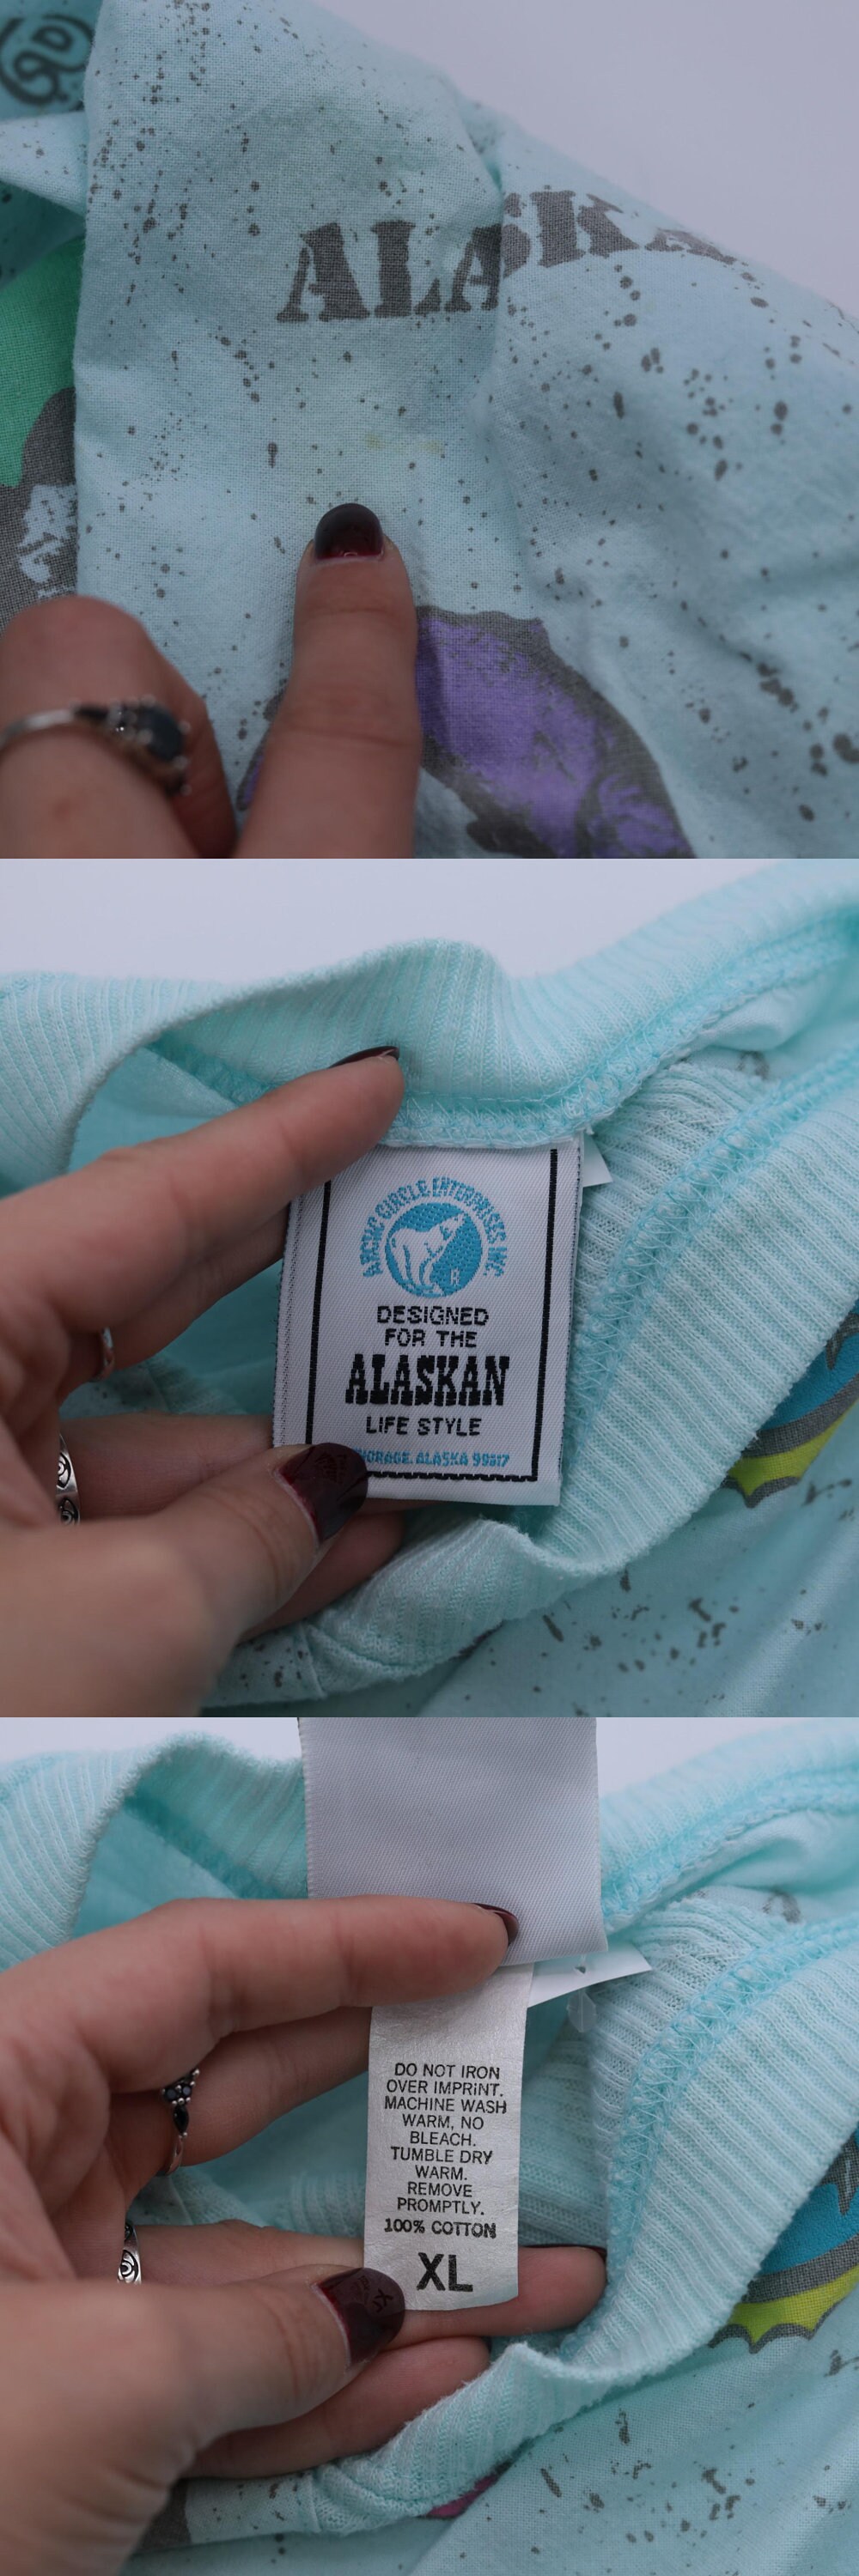 ALASKA
ARCTIC CIRCLE ENTERPRISES INC.
R
DESIGNED
FOR THE
ALASKAN
LIFE STYLE
ALASKA
DO NOT IRON
OVER IMPRINT.
MACHINE WASH
WARM, NO
BLEACH.
TUMBLE DRY
WARM.
REMOVE
PROMPTLY.
100% COTTON
XL